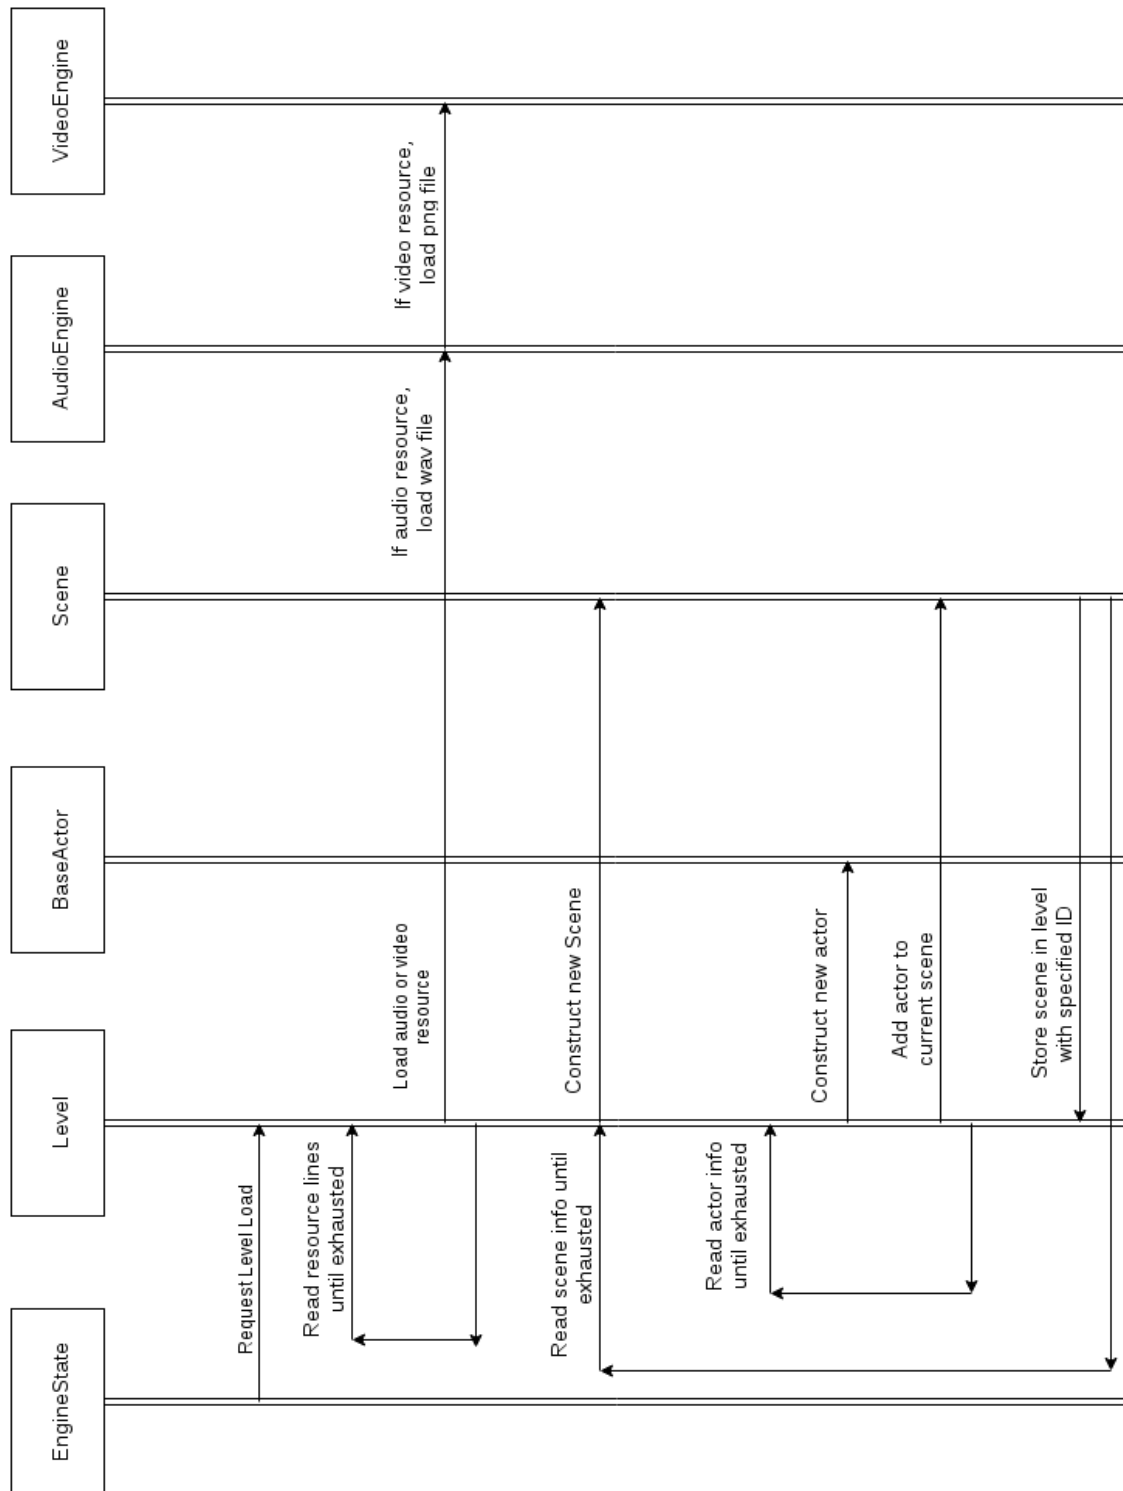 EngineState
Level
BaseActor
Scene
AudioEngine
VideoEngine
Request Level Load
Read resource lines
until exhausted
Load audio or video
resource
If audio resource,
load wav file
If video resource,
load png file
Read scene info until
exhausted
Construct new Scene
Read actor info
until exhausted
Construct new actor
Add actor to
current scene
Store scene in level
with specified ID